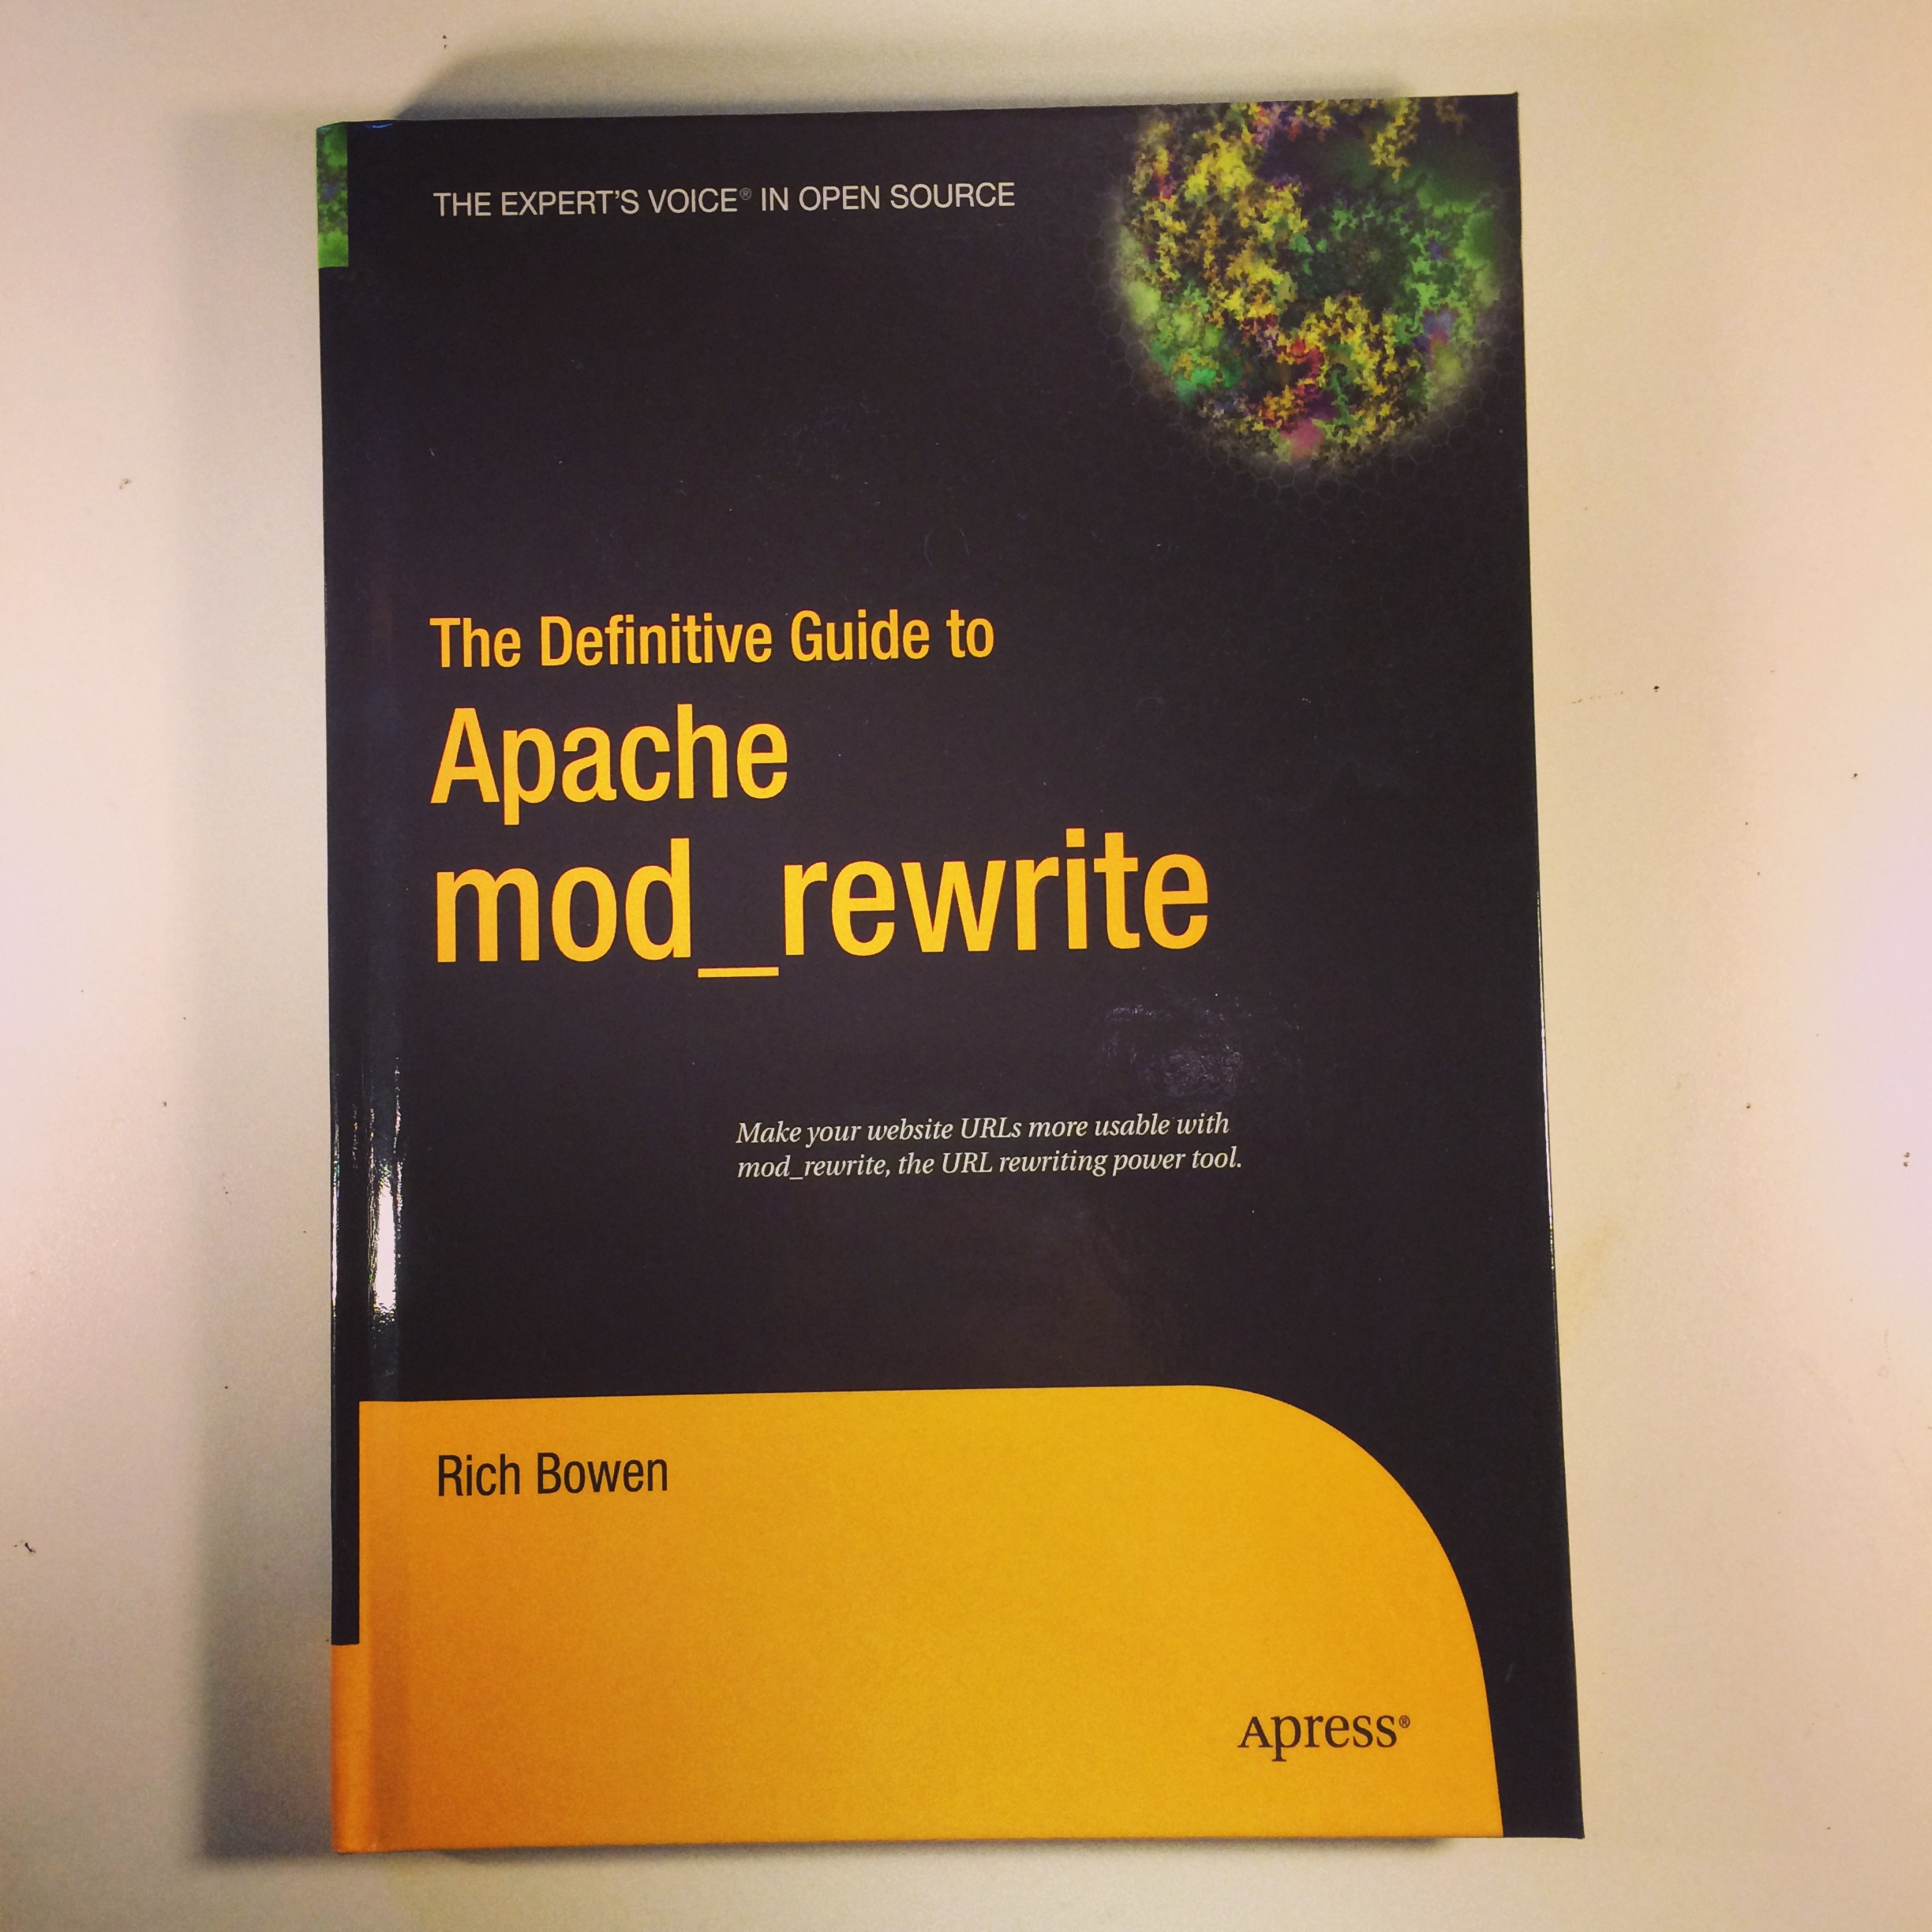 THE EXPERT'S VOICE® IN OPEN SOURCE
The Definitive Guide to
Apache
mod_rewrite
Make your website URLs more usable with
mod_rewrite, the URL rewriting power tool.
Rich Bowen
Apress®